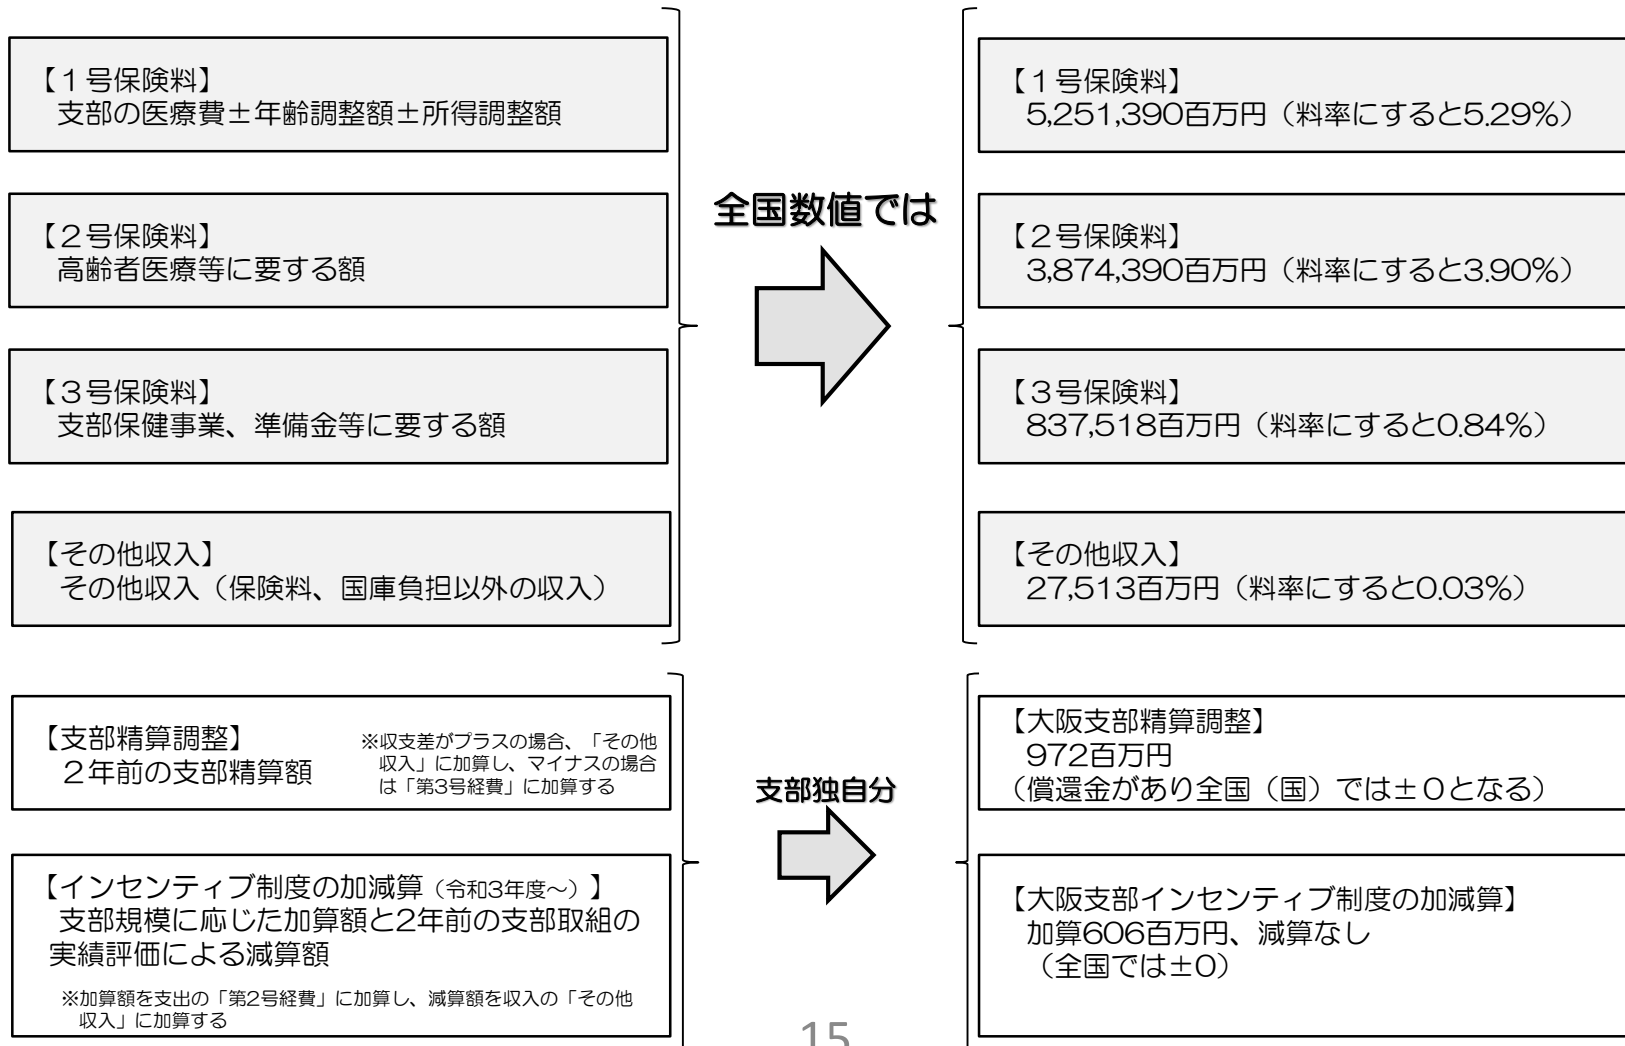 【１号保険料】
支部の医療費±年齢調整額±所得調整額
【２号保険料】
高齢者医療等に要する額
【３号保険料】
支部保健事業、準備金等に要する額
【その他収入】
その他収入（保険料、国庫負担以外の収入）
全国数値では
【１号保険料】
5,251,390百万円（料率にすると5.29％）
【２号保険料】
3,874,390百万円（料率にすると3.90％）
【３号保険料】
837,518百万円（料率にすると0.84％）
【その他収入】
27,513百万円（料率にすると0.03％）
【支部精算調整】
２年前の支部精算額
※収支差がプラスの場合、「その他
収入」に加算し、マイナスの場合
は「第3号経費」に加算する
【インセンティブ制度の加減算（令和3年度～）】
支部規模に応じた加算額と2年前の支部取組の
実績評価による減算額
※加算額を支出の「第2号経費」に加算し、減算額を収入の「その他
収入」に加算する
支部独自分
【大阪支部精算調整】
972百万円
（償還金があり全国（国）では±０となる）
【大阪支部インセンティブ制度の加減算】
加算606百万円、減算なし
（全国では±0）
15